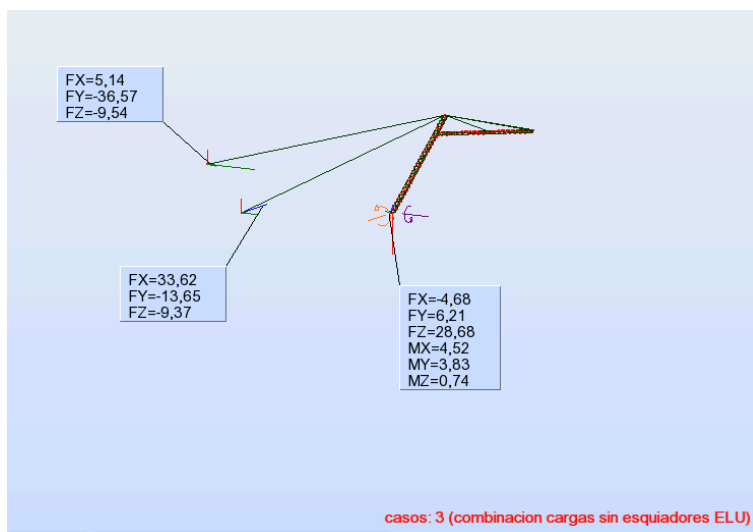 FX=5,14
FY=-36,57
FZ=-9,54
FX=33,62
FY=-13,65
FZ=-9,37
FX=-4,68
FY=6,21
FZ=28,68
MX=4,52
MY=3,83
MZ=0,74
casos: 3 (combinacion cargas sin esquiadores ELU)